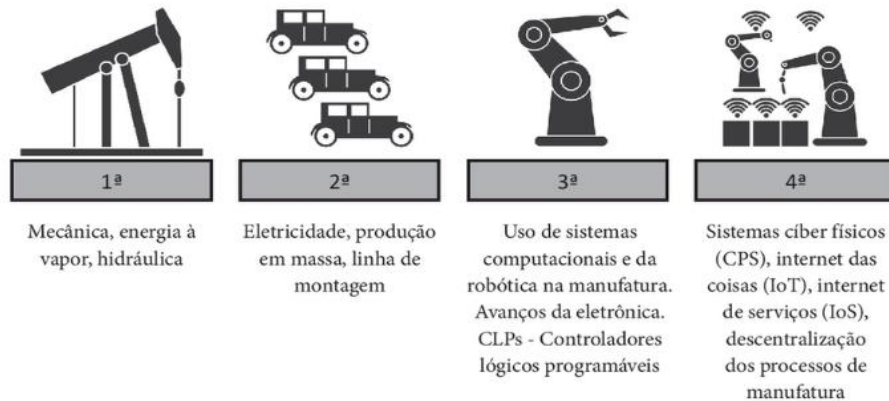 1ª
Mecânica, energia à
vapor, hidráulica
2ª
Eletricidade, produção
em massa, linha de
montagem
3ª
Uso de sistemas
computacionais e da
robótica na manufatura.
Avanços da eletrônica.
CLPs - Controladores
lógicos programáveis
4ª
Sistemas cíber físicos
(CPS), internet das
coisas (IoT), internet
de serviços (IoS),
descentralização
dos processos de
manufatura